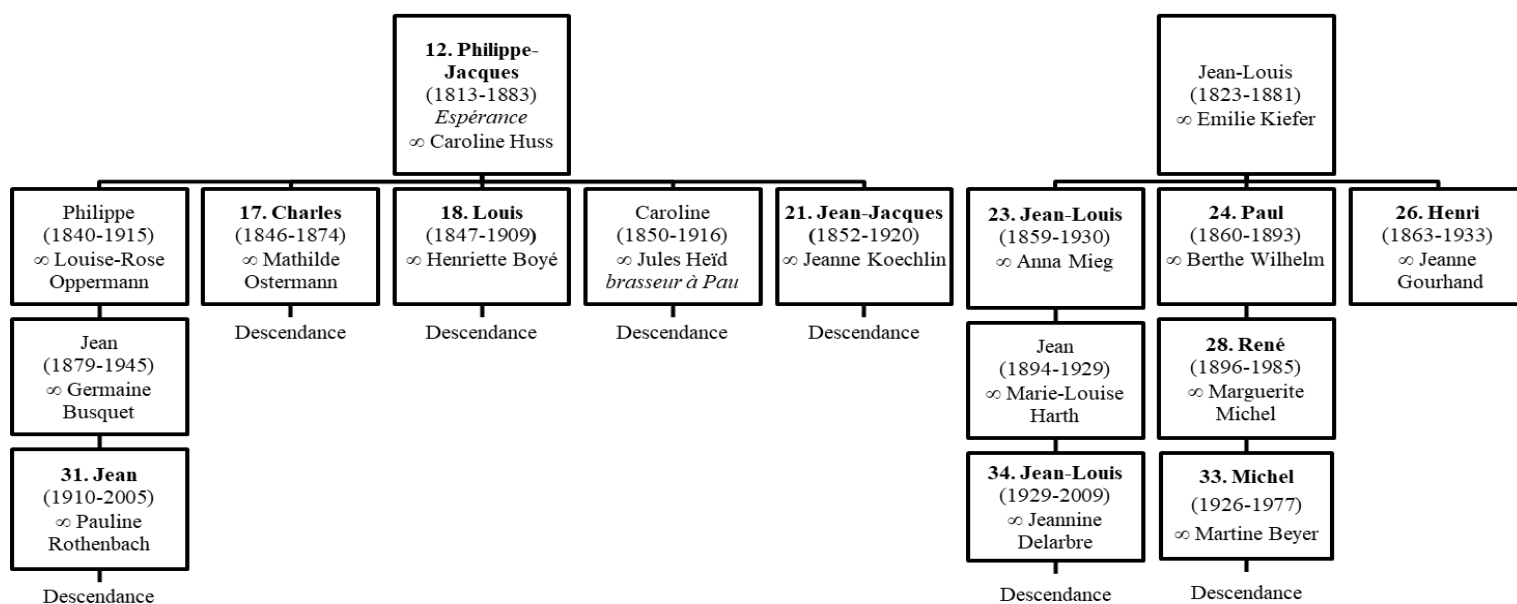 12. Philippe-
Jacques
(1813-1883)
Espérance
∞ Caroline Huss
Jean-Louis
(1823-1881)
∞ Emilie Kiefer
Philippe
(1840-1915)
∞ Louise-Rose
Oppermann
17. Charles
(1846-1874)
∞ Mathilde
Ostermann
18. Louis
(1847-1909)
∞ Henriette Boyé
Caroline
(1850-1916)
∞ Jules Heïd
brasseur à Pau
21. Jean-Jacques
(1852-1920)
∞ Jeanne Koechlin
23. Jean-Louis
(1859-1930)
∞ Anna Mieg
24. Paul
(1860-1893)
∞ Berthe Wilhelm
26. Henri
(1863-1933)
∞ Jeanne
Gourhand
Descendance
Descendance
Descendance
Descendance
Jean
(1879-1945)
∞ Germaine
Busquet
Jean
(1894-1929)
∞ Marie-Louise
Harth
28. René
(1896-1985)
∞ Marguerite
Michel
31. Jean
(1910-2005)
∞ Pauline
Rothenbach
34. Jean-Louis
(1929-2009)
∞ Jeannine
Delarbre
33. Michel
(1926-1977)
∞ Martine Beyer
Descendance
Descendance
Descendance